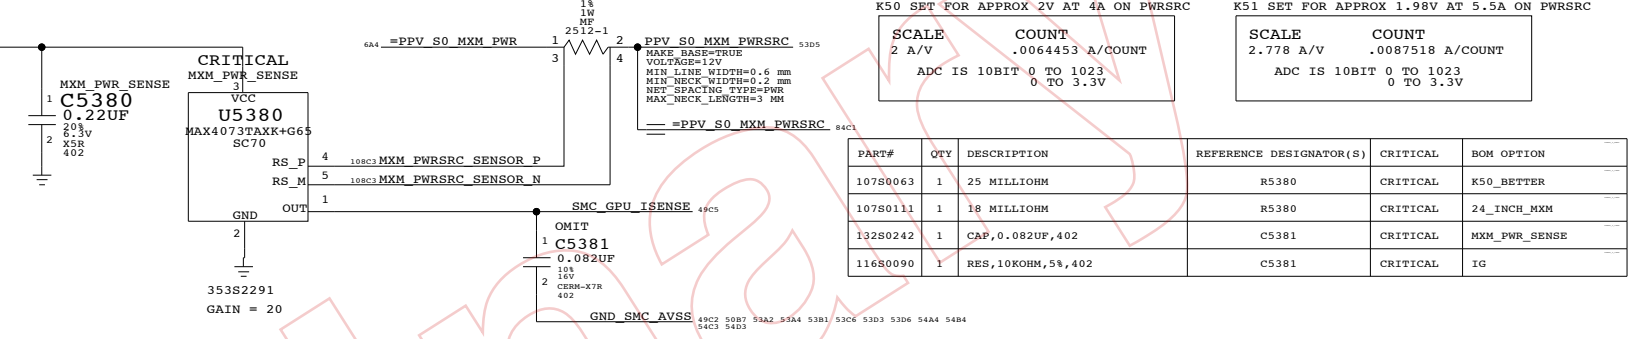 1%
1W
MF
2512-1
6A4 =PPV_S0_MXM_PWR
1 2
3 4
PPV_S0_MXM_PWRSRC 53D5
MAKE_BASE=TRUE
VOLTAGE=12V
MIN_LINE_WIDTH=0.6 mm
MIN_NECK_WIDTH=0.2 mm
NET_SPACING_TYPE=PWR
MAX_NECK_LENGTH=3 MM
=PPV_S0_MXM_PWRSRC 84C1
CRITICAL
MXM_PWR_SENSE
3
VCC
U5380
MAX4073TAXK+G65
SC70
RS_P 4 108C3 MXM_PWRSRC_SENSOR_P
RS_M 5 108C3 MXM_PWRSRC_SENSOR_N
OUT 1
SMC_GPU_ISENSE 49C5
GND
2
353S2291
GAIN = 20
MXM_PWR_SENSE
1 C5380
0.22UF
20%
2 6.3V
X5R
402
OMIT
1 C5381
0.082UF
10%
2 16V
CERM-X7R
402
GND_SMC_AVSS 49C2 50B7 53A2 53A4 53B1 53C6 53D3 53D6 54A4 54B4
54C3 54D3
K50 SET FOR APPROX 2V AT 4A ON PWRSRC
SCALE COUNT
2 A/V .0064453 A/COUNT
ADC IS 10BIT 0 TO 1023
0 TO 3.3V
K51 SET FOR APPROX 1.98V AT 5.5A ON PWRSRC
SCALE COUNT
2.778 A/V .0087518 A/COUNT
ADC IS 10BIT 0 TO 1023
0 TO 3.3V
PART# QTY DESCRIPTION REFERENCE DESIGNATOR(S) CRITICAL BOM OPTION
107S0063 1 25 MILLIOHM R5380 CRITICAL K50_BETTER
107S0111 1 18 MILLIOHM R5380 CRITICAL 24_INCH_MXM
132S0242 1 CAP,0.082UF,402 C5381 CRITICAL MXM_PWR_SENSE
116S0090 1 RES,10KOHM,5%,402 C5381 CRITICAL IG